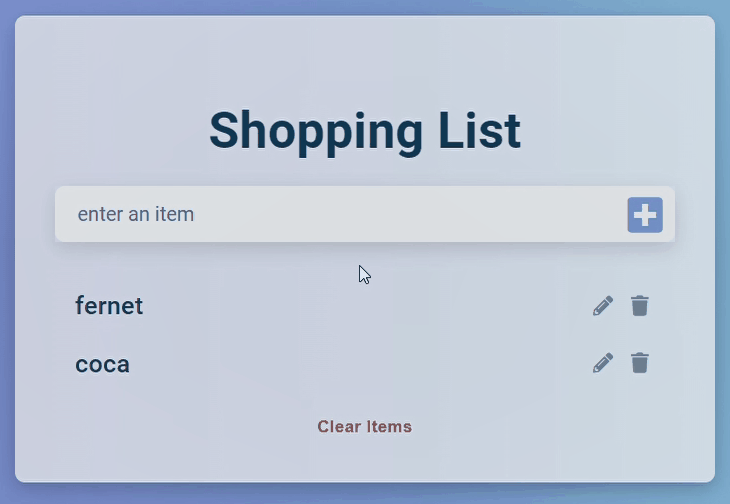 Shopping List
enter an item
fernet
coca
Clear Items